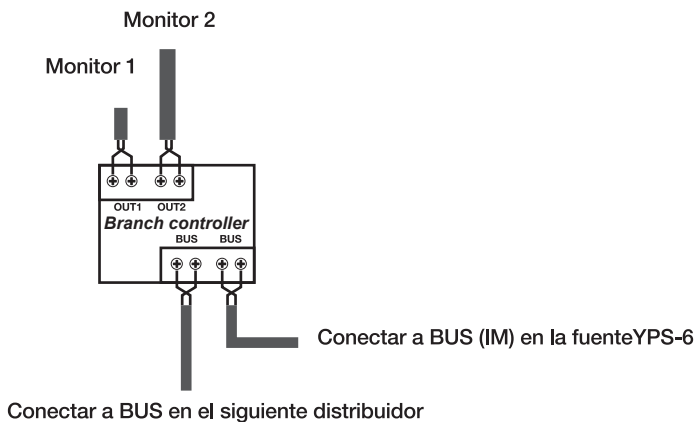 Monitor 2
Monitor 1
OUT1 OUT2
Branch controller
BUS BUS
Conectar a BUS (IM) en la fuenteYPS-6
Conectar a BUS en el siguiente distribuidor